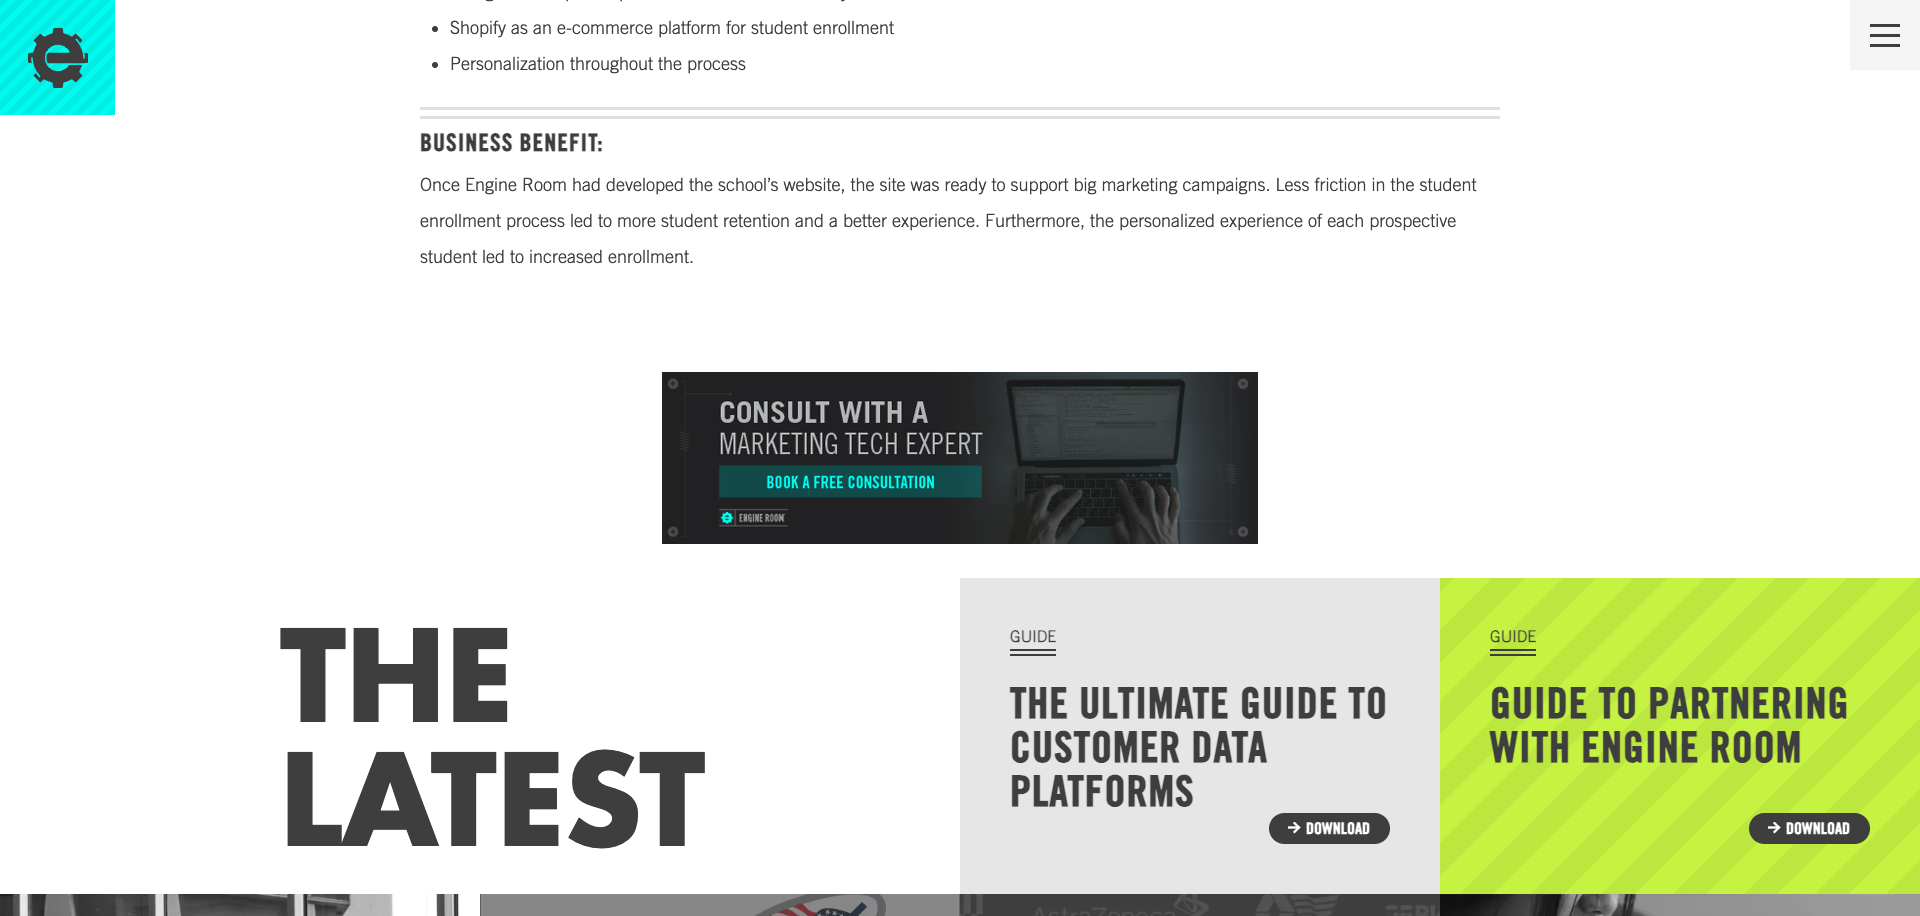 Shopify as an e-commerce platform for student enrollment
Personalization throughout the process
BUSINESS BENEFIT:
Once Engine Room had developed the school’s website, the site was ready to support big marketing campaigns. Less friction in the student
enrollment process led to more student retention and a better experience. Furthermore, the personalized experience of each prospective
student led to increased enrollment.
CONSULT WITH A
MARKETING TECH EXPERT
BOOK A FREE CONSULTATION
ENGINE ROOM
THE
LATEST
GUIDE
THE ULTIMATE GUIDE TO
CUSTOMER DATA
PLATFORMS
DOWNLOAD
GUIDE
GUIDE TO PARTNERING
WITH ENGINE ROOM
DOWNLOAD
AstraZeneca